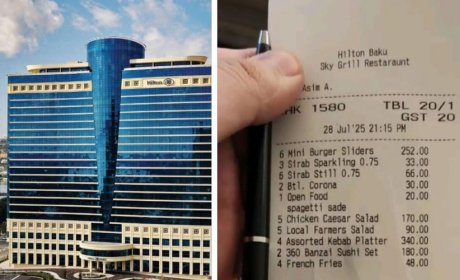 Hilton
Hilton Baku
Sky Grill Restaraunt
Asim A.
CHK 1580 TBL 20/1
GST 20
28 Jul'25 21:15 PM
6 Mini Burger Sliders 252.00
3 Sirab Sparkling 0.75 33.00
6 Sirab Still 0.75 66.00
2 Btl. Corona 30.00
1 Open Food 20.00
spagetti sade
5 Chicken Caesar Salad 170.00
5 Local Farmers Salad 90.00
4 Assorted Kebab Platter 340.00
2 360 Banzai Sushi Set 180.00
4 French Fries 48.00